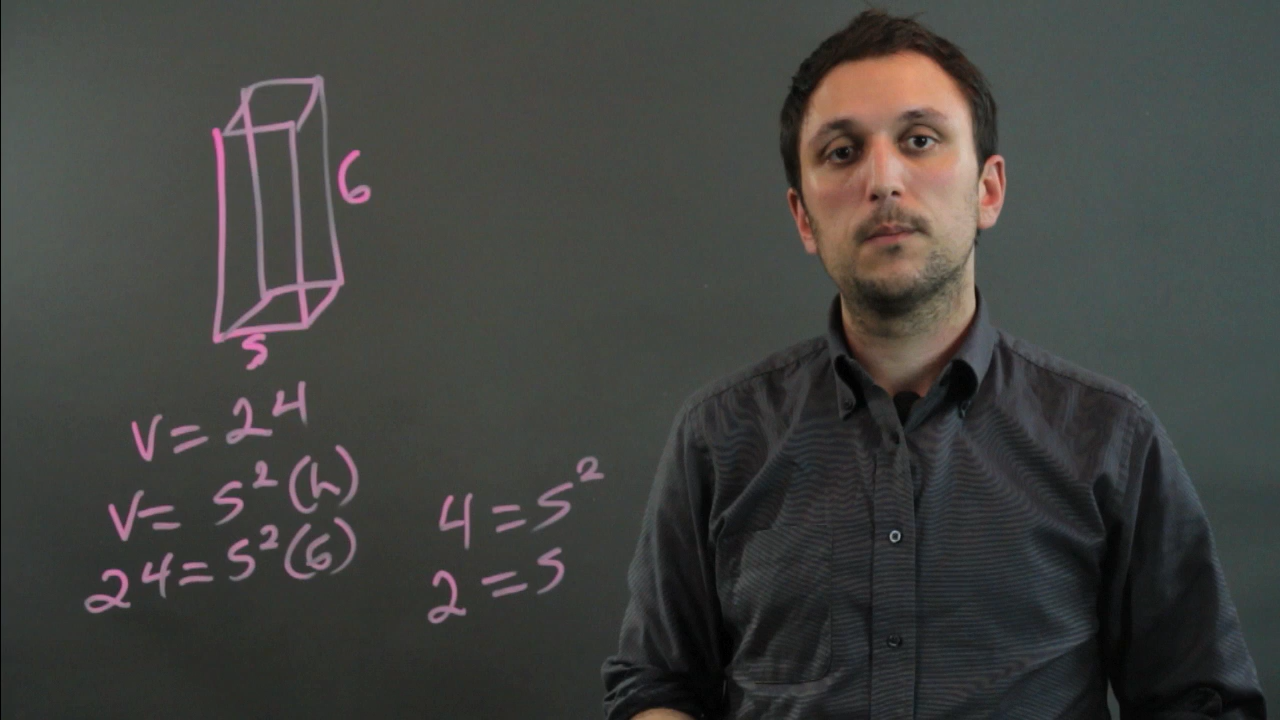 6
s
V = 24
V = s²(h)
24 = s²(6)
4 = s²
2 = s